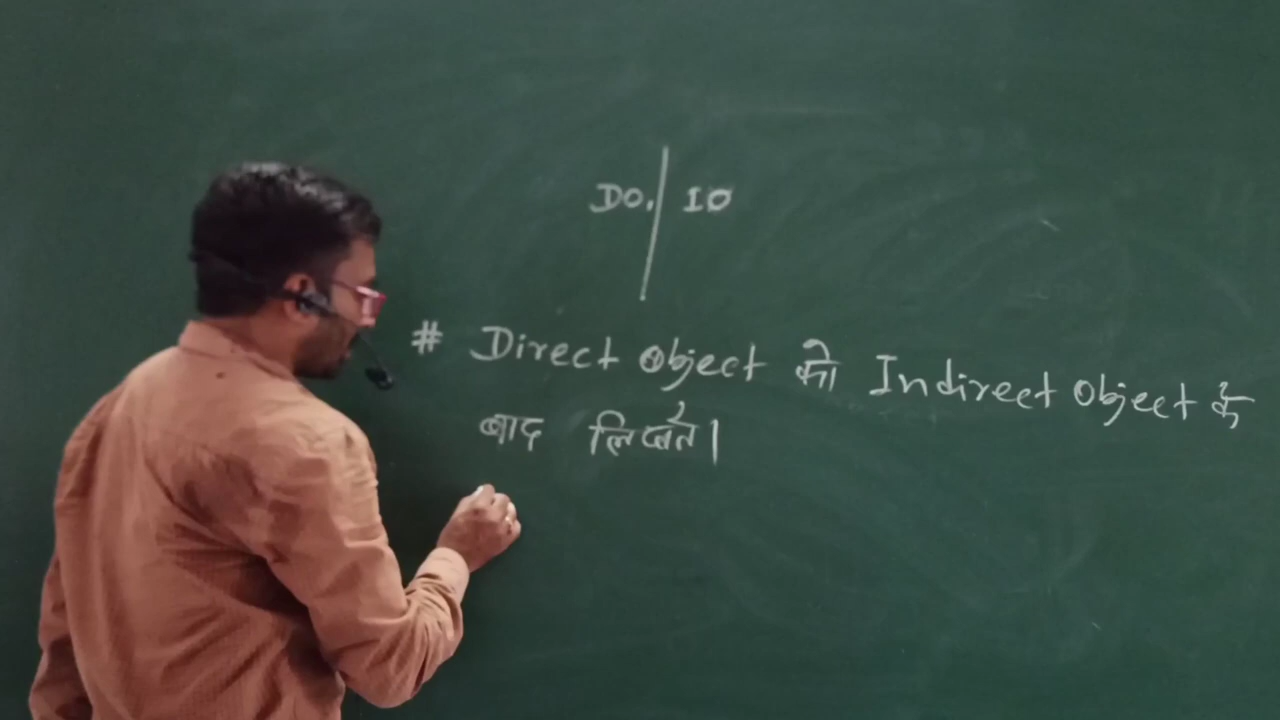 DO. | IO
# Direct Object को Indirect Object के
बाद लिखते।